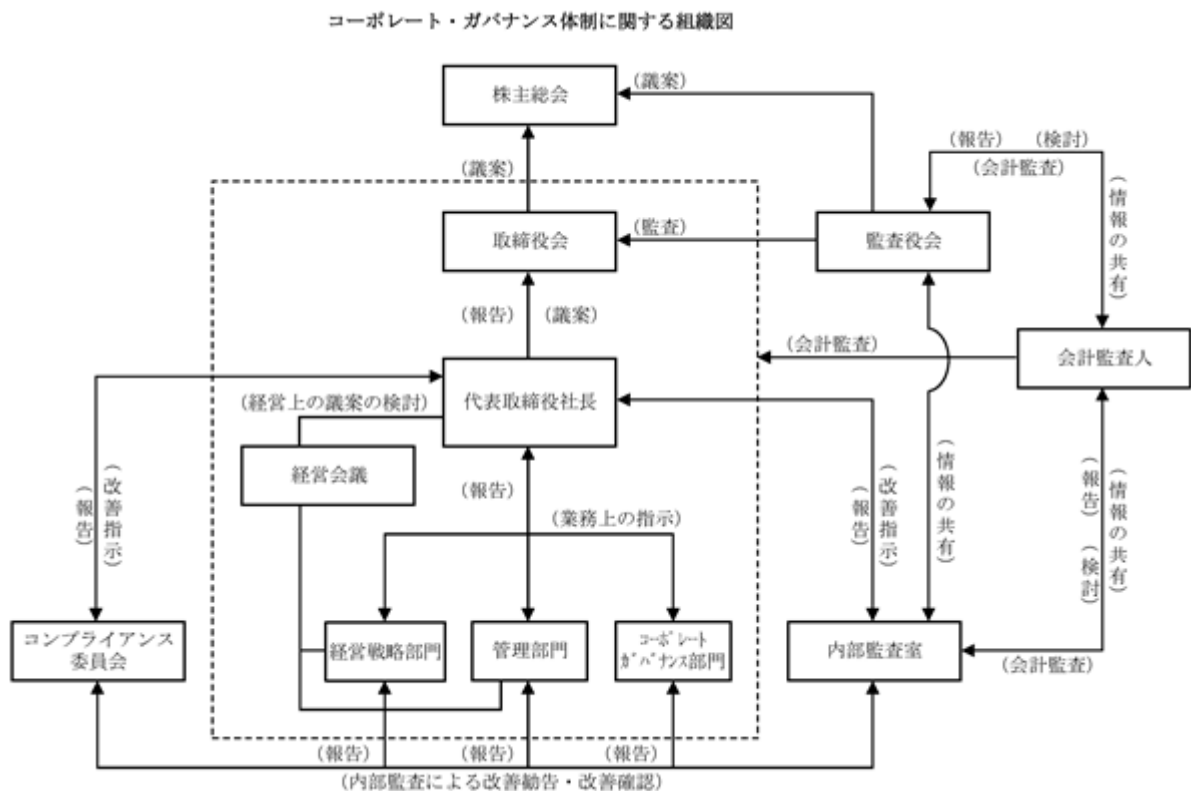 コーポレート・ガバナンス体制に関する組織図
株主総会
（議案）
（報告）　（検討）
（会計監査）
（議案）
（情報の共有）
取締役会
（監査）
監査役会
（報告）　（議案）
（会計監査）
会計監査人
代表取締役社長
（経営上の議案の検討）
経営会議
（報告）
（改善指示）
（報告）
（業務上の指示）
（改善指示）
（報告）
（情報の共有）
（情報の共有）
（報告）　（検討）
コンプライアンス
委員会
経営戦略部門
管理部門
コーポレート
ガバナンス部門
内部監査室
（会計監査）
（報告）
（報告）
（報告）
（内部監査による改善勧告・改善確認）